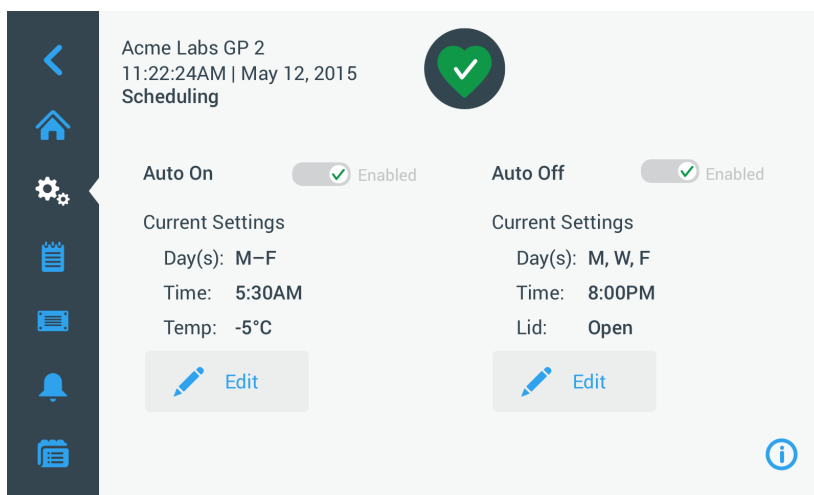 Acme Labs GP 2
11:22:24AM | May 12, 2015
Scheduling
Auto On Enabled
Current Settings
Day(s): M–F
Time: 5:30AM
Temp: -5°C
Edit
Auto Off Enabled
Current Settings
Day(s): M, W, F
Time: 8:00PM
Lid: Open
Edit